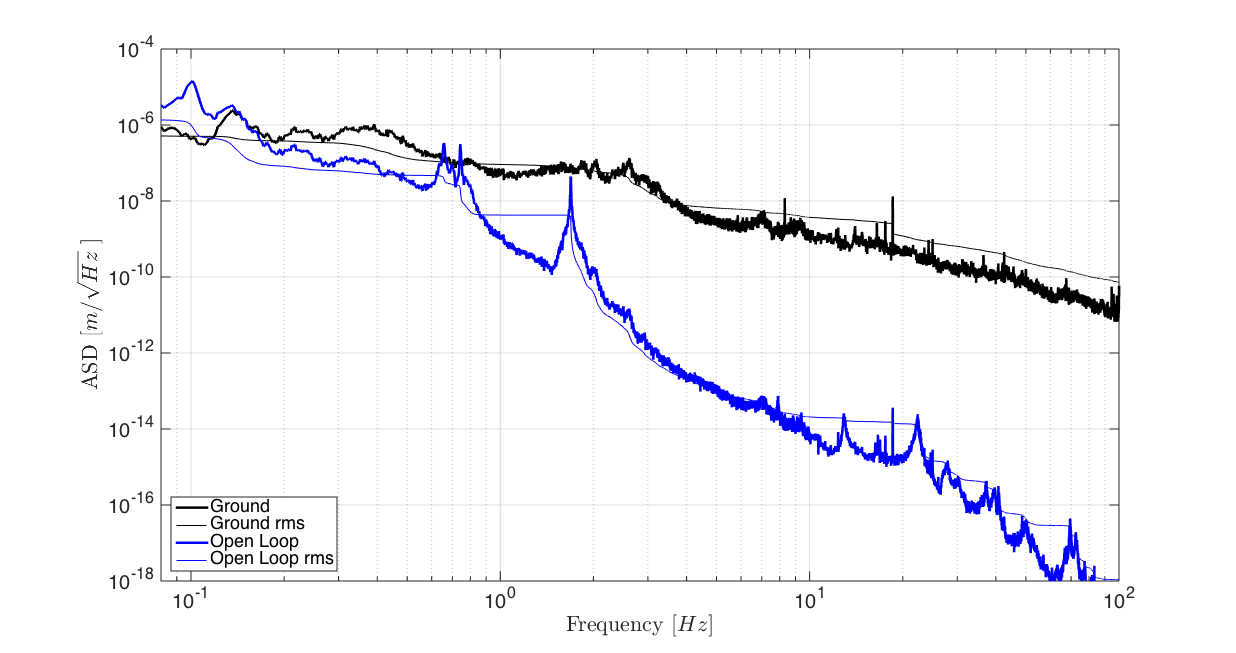 10^-4
10^-6
10^-8
10^-10
10^-12
10^-14
10^-16
10^-18
ASD [m/√Hz]
Ground
Ground rms
Open Loop
Open Loop rms
10^-1 10^0 10^1 10^2
Frequency [Hz]